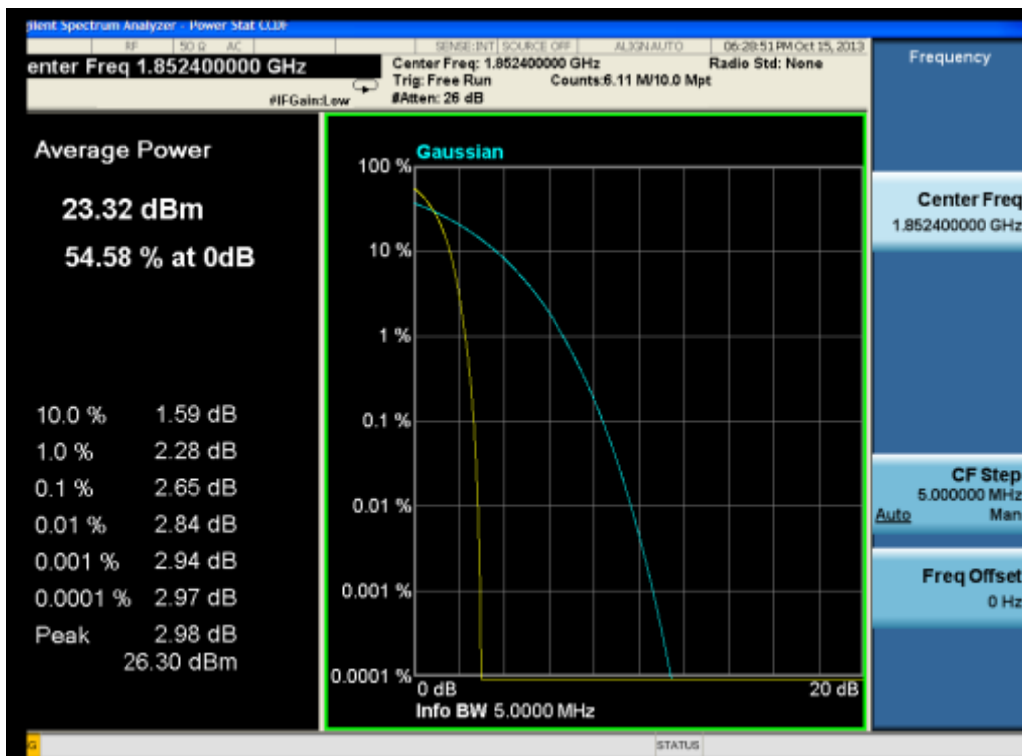 gilent Spectrum Analyzer - Power Stat CCDF
RF 50 Ω AC SENSE:INT SOURCE OFF ALIGN AUTO 06:28:51 PM Oct 15, 2013
enter Freq 1.852400000 GHz
Center Freq: 1.852400000 GHz Radio Std: None
Trig: Free Run Counts:6.11 M/10.0 Mpt
#IFGain:Low #Atten: 26 dB
Frequency
Average Power
23.32 dBm
54.58 % at 0dB
10.0 % 1.59 dB
1.0 % 2.28 dB
0.1 % 2.65 dB
0.01 % 2.84 dB
0.001 % 2.94 dB
0.0001 % 2.97 dB
Peak 2.98 dB
26.30 dBm
Gaussian
100 %
10 %
1 %
0.1 %
0.01 %
0.001 %
0.0001 %
0 dB 20 dB
Info BW 5.0000 MHz
Center Freq
1.852400000 GHz
CF Step
5.000000 MHz
Auto Man
Freq Offset
0 Hz
G STATUS